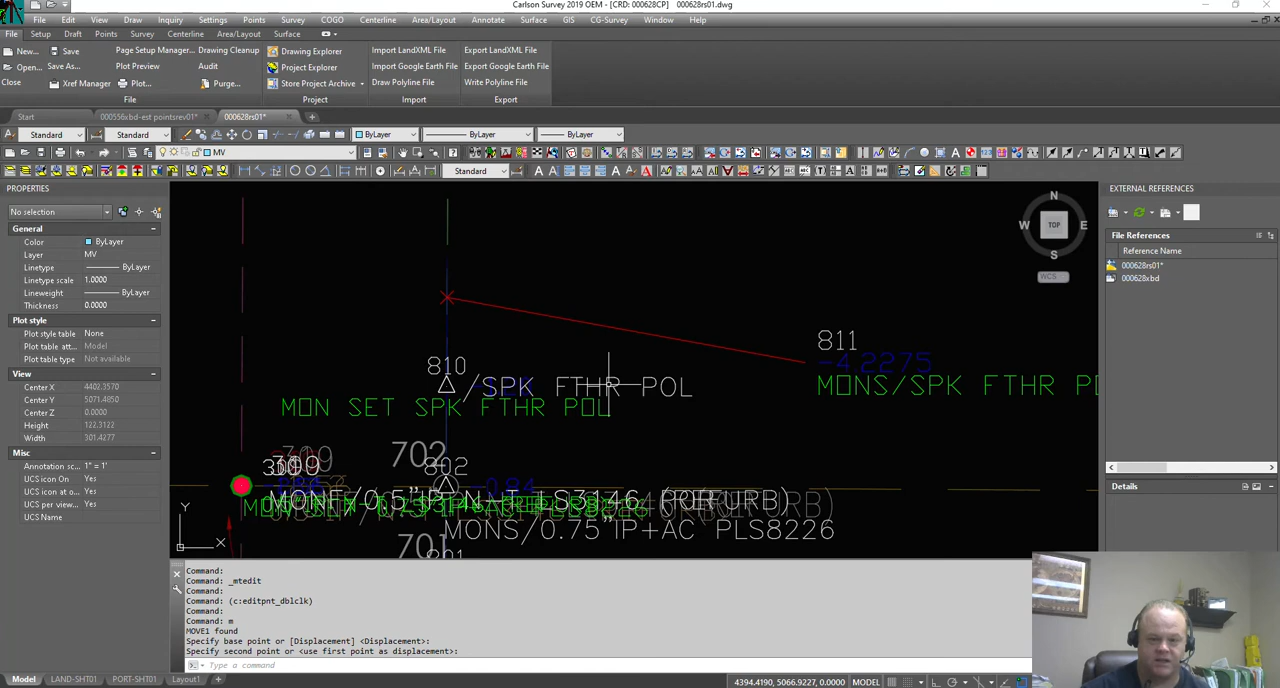 Carlson Survey 2019 OEM - [CRD: 000628CP]    000628rs01.dwg
File Edit View Draw Inquiry Settings Points Survey COGO Centerline Area/Layout Annotate Surface GIS CG-Survey Window Help
File Setup Draft Points Survey Centerline Area/Layout Surface
New... Save Page Setup Manager... Drawing Cleanup Drawing Explorer Import LandXML File Export LandXML File
Open... Save As... Plot Preview Audit Project Explorer Import Google Earth File Export Google Earth File
Close Xref Manager Plot... Purge... Store Project Archive Draw Polyline File Write Polyline File
File Project Import Export
Start 000556xbd-est pointsrev01* 000628rs01*
Standard Standard ByLayer ByLayer ByLayer
MV
Standard
PROPERTIES
No selection
General
Color ByLayer
Layer MV
Linetype ByLayer
Linetype scale 1.0000
Lineweight ByLayer
Thickness 0.0000
Plot style
Plot style table None
Plot table att... Model
Plot table type Not available
View
Center X 4402.3570
Center Y 5071.4850
Center Z 0.0000
Height 122.3122
Width 301.4277
Misc
Annotation sc... 1" = 1'
UCS icon On Yes
UCS icon at o... Yes
UCS per view... Yes
UCS Name
N
W TOP E
S
WCS
811
-4.2275
MONS/SPK FTHR PO
810
/SPK FTHR POL
MON SET SPK FTHR POL
702
802
-0.84
MONS/0.75"IP+AC PLS8226
701
801
Y
X
EXTERNAL REFERENCES
File References
Reference Name
000628rs01*
000628xbd
Details
Command:
Command: _mtedit
Command:
Command: (c:editpnt_dblclk)
Command:
Command: m
MOVE1 found
Specify base point or [Displacement] <Displacement>:
Specify second point or <use first point as displacement>:
Type a command
Model LAND-SHT01 PORT-SHT01 Layout1 +
4394.4190, 5066.9227, 0.0000 MODEL